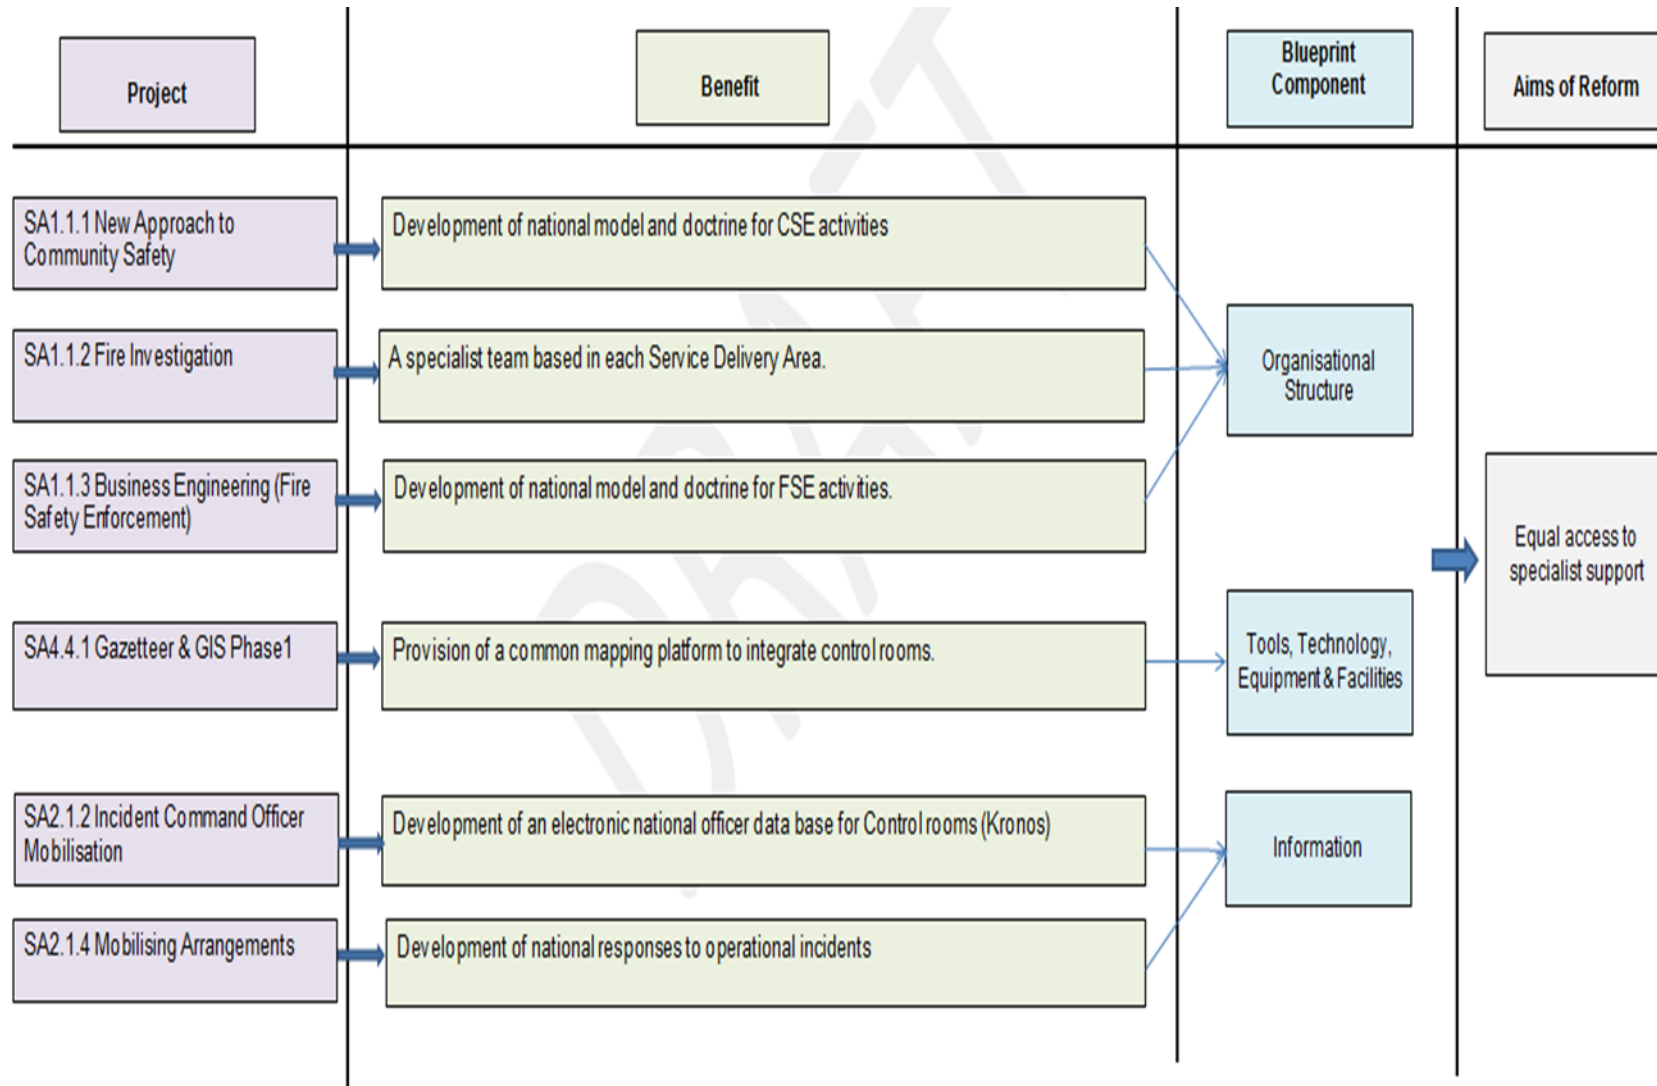 Project
Benefit
Blueprint
Component
Aims of Reform
SA1.1.1 New Approach to
Community Safety
Development of national model and doctrine for CSE activities
SA1.1.2 Fire Investigation
A specialist team based in each Service Delivery Area.
Organisational
Structure
SA1.1.3 Business Engineering (Fire
Safety Enforcement)
Development of national model and doctrine for FSE activities.
Equal access to
specialist support
SA4.4.1 Gazetteer & GIS Phase1
Provision of a common mapping platform to integrate control rooms.
Tools, Technology,
Equipment & Facilities
SA2.1.2 Incident Command Officer
Mobilisation
Development of an electronic national officer data base for Control rooms (Kronos)
Information
SA2.1.4 Mobilising Arrangements
Development of national responses to operational incidents
DRAFT